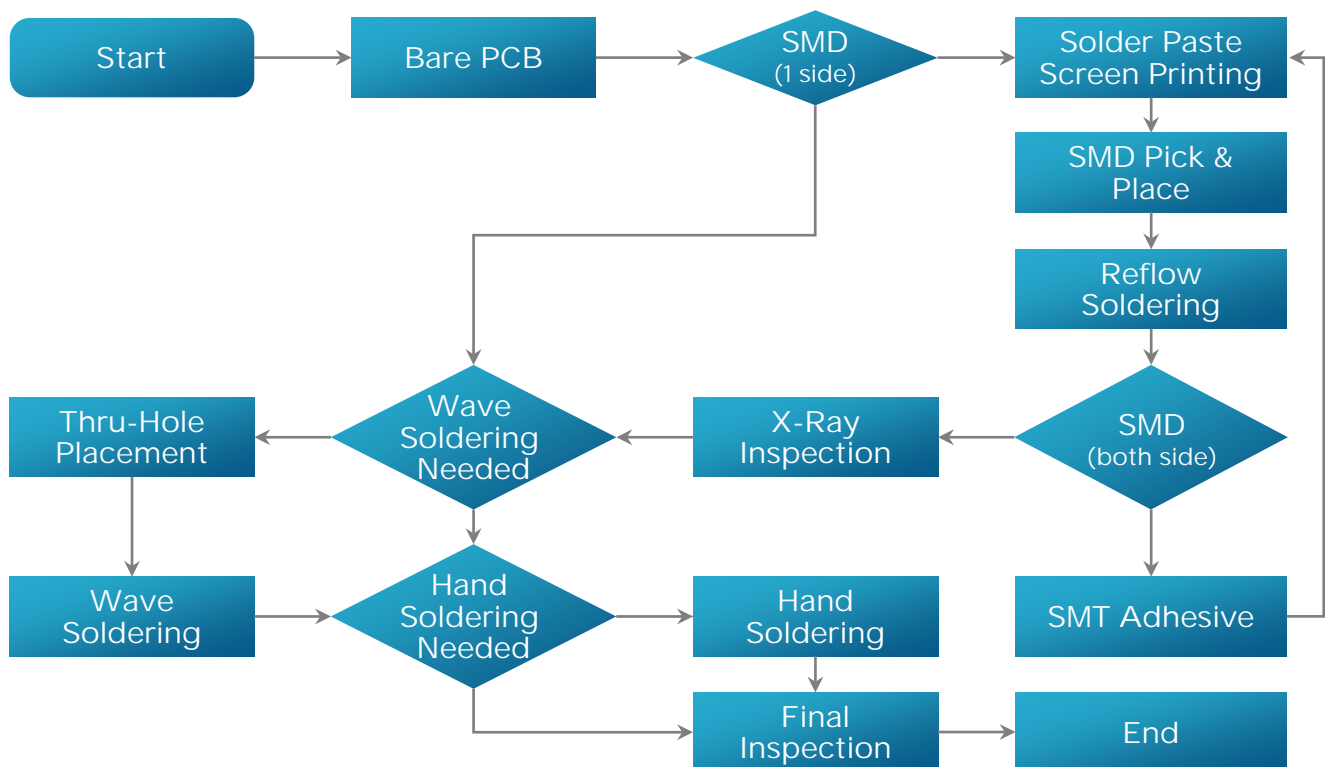 Start
Bare PCB
SMD
(1 side)
Solder Paste
Screen Printing
SMD Pick &
Place
Reflow
Soldering
Thru-Hole
Placement
Wave
Soldering
Needed
X-Ray
Inspection
SMD
(both side)
Wave
Soldering
Hand
Soldering
Needed
Hand
Soldering
SMT Adhesive
Final
Inspection
End